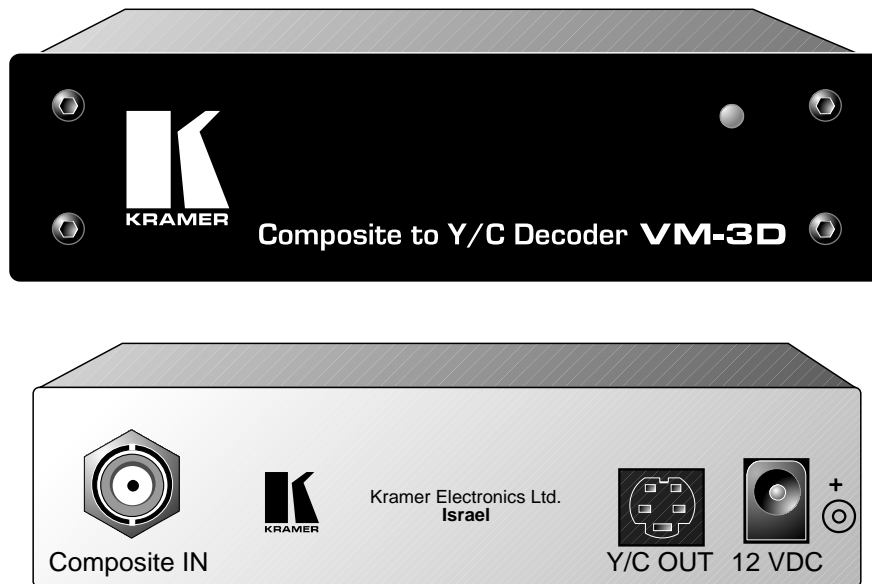 KRAMER
Composite to Y/C Decoder VM-3D
Kramer Electronics Ltd.
Israel
KRAMER
+
Composite IN
Y/C OUT
12 VDC